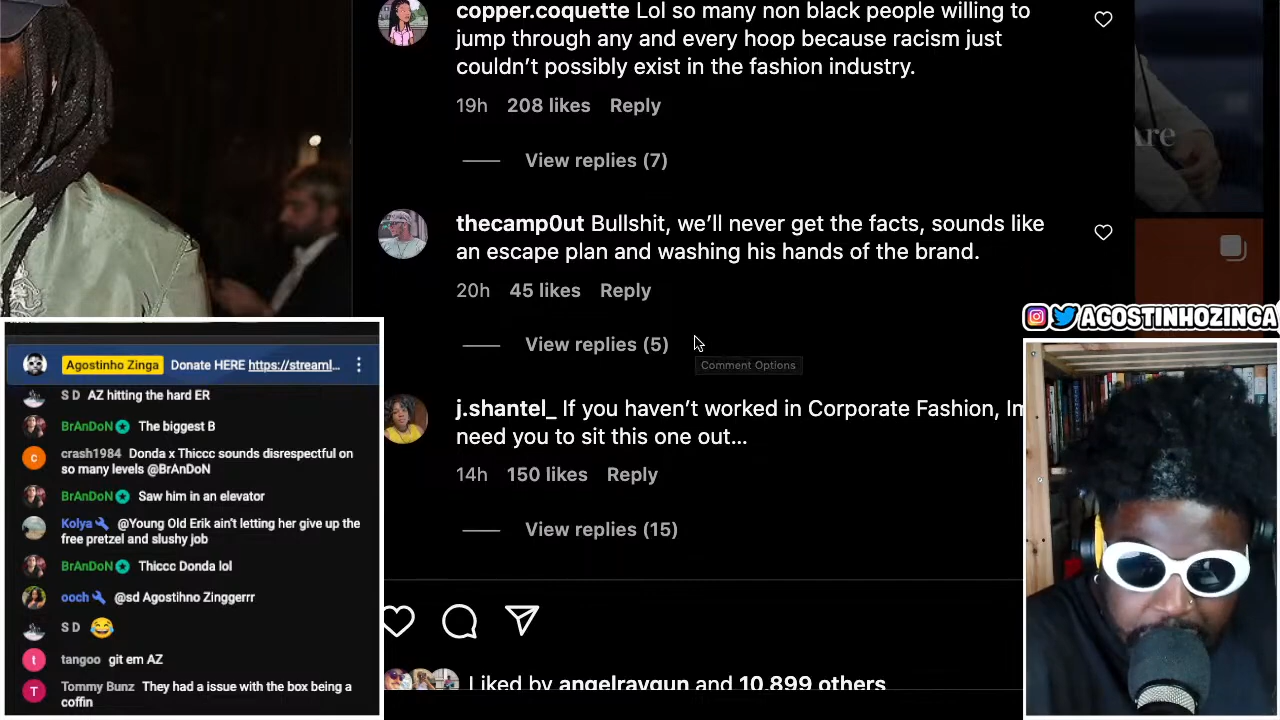 copper.coquette Lol so many non black people willing to
jump through any and every hoop because racism just
couldn't possibly exist in the fashion industry.
19h 208 likes Reply
View replies (7)
Are
thecamp0ut Bullshit, we'll never get the facts, sounds like
an escape plan and washing his hands of the brand.
20h 45 likes Reply
View replies (5)
Comment Options
j.shantel_ If you haven't worked in Corporate Fashion, Im
need you to sit this one out...
14h 150 likes Reply
View replies (15)
Liked by angelraygun and 10,899 others
Agostinho Zinga Donate HERE https://streaml...
S D AZ hitting the hard ER
BrAnDoN The biggest B
crash1984 Donda x Thiccc sounds disrespectful on
so many levels @BrAnDoN
BrAnDoN Saw him in an elevator
Kolya @Young Old Erik ain't letting her give up the
free pretzel and slushy job
BrAnDoN Thiccc Donda lol
ooch @sd Agostihno Zinggerrr
S D
tangoo git em AZ
Tommy Bunz They had a issue with the box being a
coffin
@AGOSTINHOZINGA